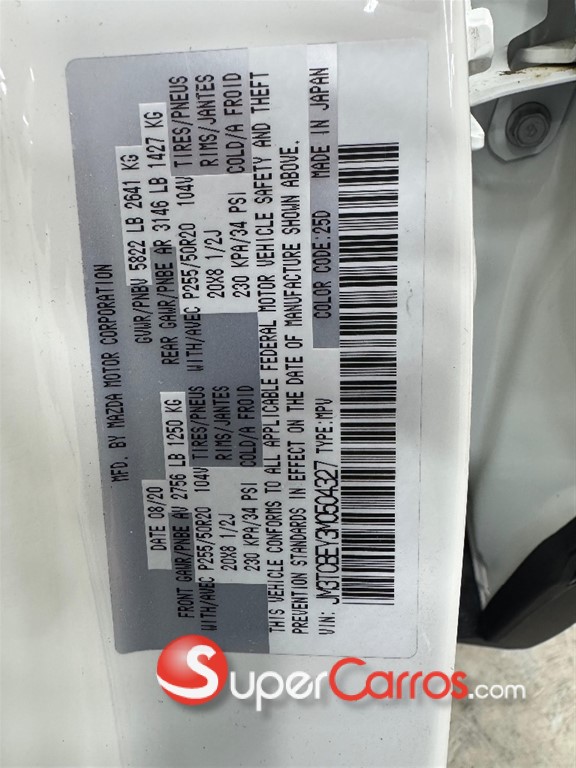 MFD. BY MAZDA MOTOR CORPORATION
DATE 08/20 GVWR/PNBV 5822 LB 2641 KG
FRONT GAWR/PNBE AV 2756 LB 1250 KG REAR GAWR/PNBE AR 3146 LB 1427 KG
WITH/AVEC P255/50R20 104V TIRES/PNEUS WITH/AVEC P255/50R20 104V TIRES/PNEUS
20X8 1/2J RIMS/JANTES 20X8 1/2J RIMS/JANTES
230 KPA/34 PSI COLD/A FROID 230 KPA/34 PSI COLD/A FROID
THIS VEHICLE CONFORMS TO ALL APPLICABLE FEDERAL MOTOR VEHICLE SAFETY AND THEFT
PREVENTION STANDARDS IN EFFECT ON THE DATE OF MANUFACTURE SHOWN ABOVE.
VIN: JM3TCBEY3M0504327 TYPE:MPV COLOR CODE:25D MADE IN JAPAN
SUPERCARROS.com